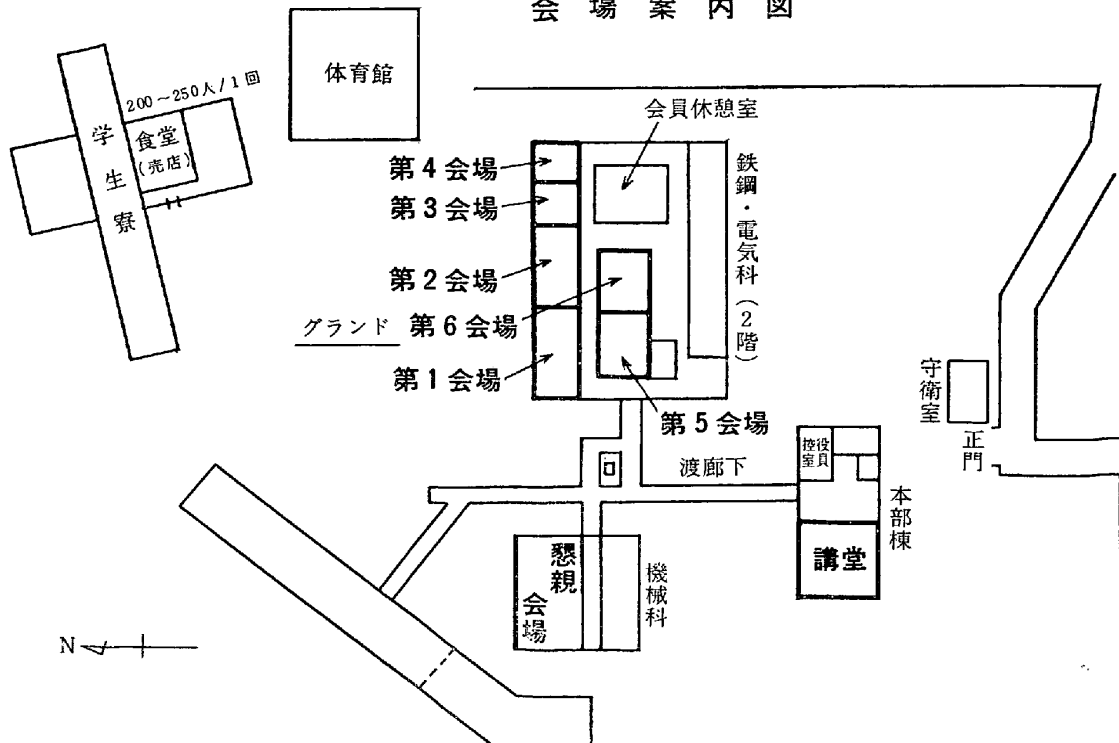 会場案内図
体育館
200～250人/1回
学生寮
食堂
(売店)
会員休憩室
第4会場
第3会場
第2会場
グランド
第6会場
第1会場
第5会場
鉄鋼・電気科(2階)
守衛室
正門
渡廊下
役員
控室
本部棟
講堂
懇親
会場
機械科
N